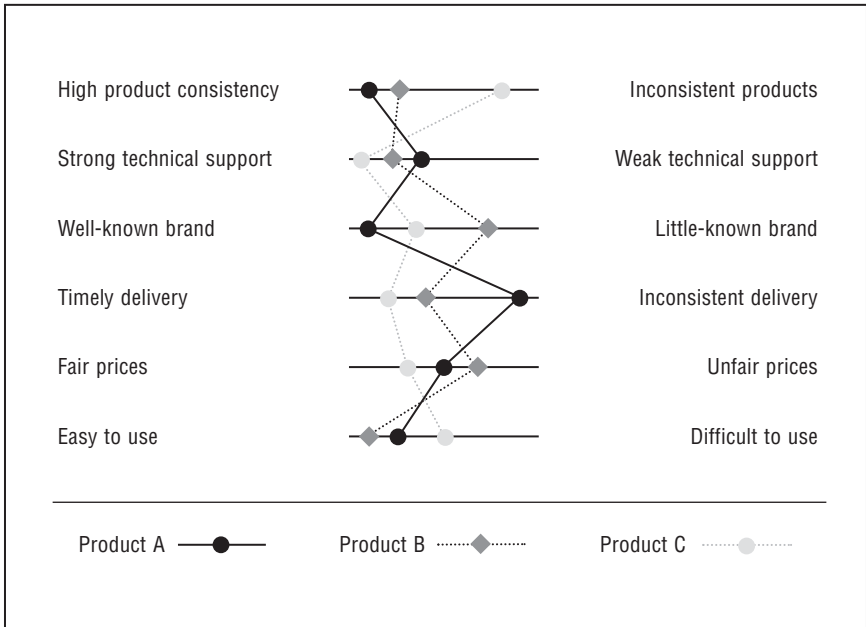 High product consistency Inconsistent products
Strong technical support Weak technical support
Well-known brand Little-known brand
Timely delivery Inconsistent delivery
Fair prices Unfair prices
Easy to use Difficult to use
Product A Product B Product C